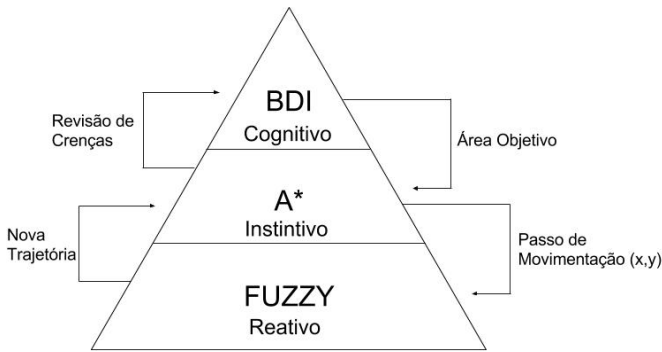 BDI
Cognitivo
Revisão de
Crenças
Área Objetivo
A*
Instintivo
Nova
Trajetória
Passo de
Movimentação (x,y)
FUZZY
Reativo